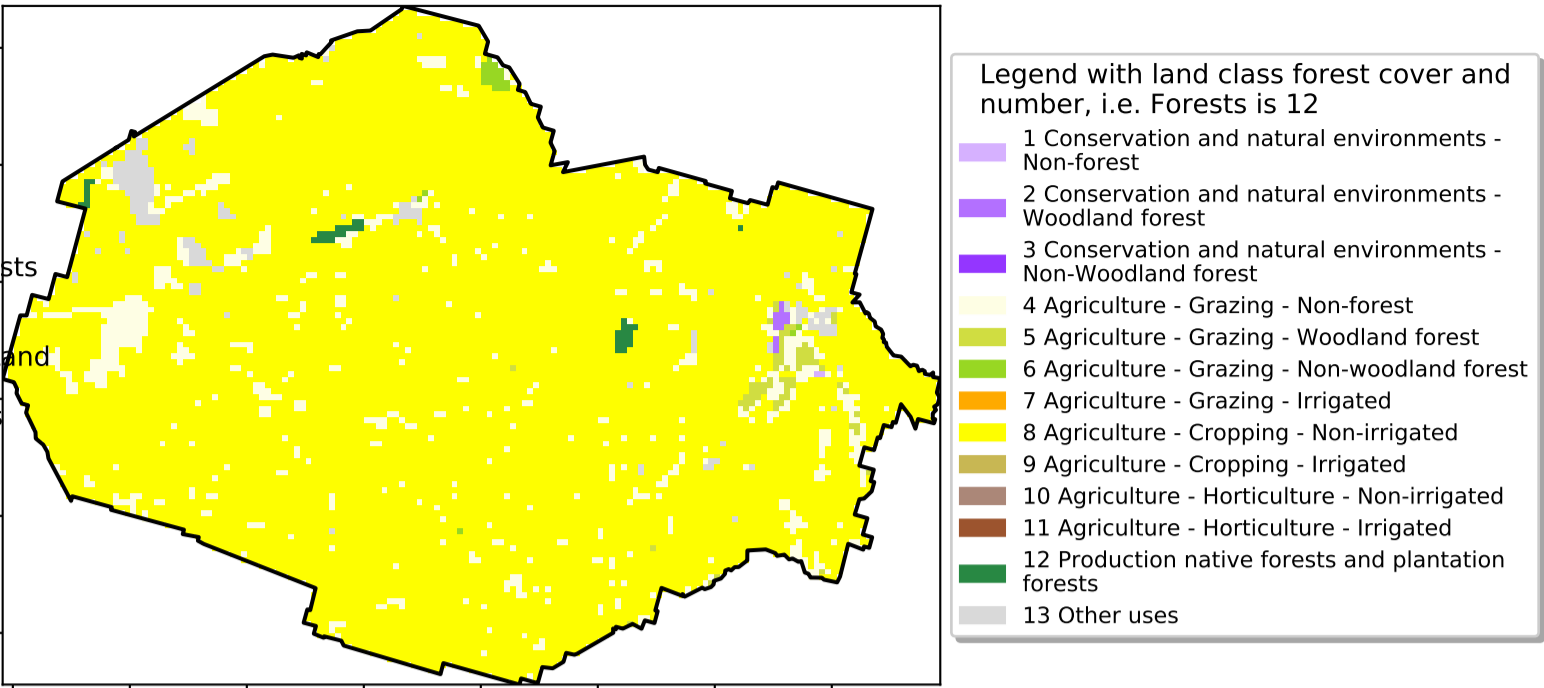 Legend with land class forest cover and
number, i.e. Forests is 12
1 Conservation and natural environments -
Non-forest
2 Conservation and natural environments -
Woodland forest
3 Conservation and natural environments -
Non-Woodland forest
4 Agriculture - Grazing - Non-forest
5 Agriculture - Grazing - Woodland forest
6 Agriculture - Grazing - Non-woodland forest
7 Agriculture - Grazing - Irrigated
8 Agriculture - Cropping - Non-irrigated
9 Agriculture - Cropping - Irrigated
10 Agriculture - Horticulture - Non-irrigated
11 Agriculture - Horticulture - Irrigated
12 Production native forests and plantation
forests
13 Other uses
sts
and